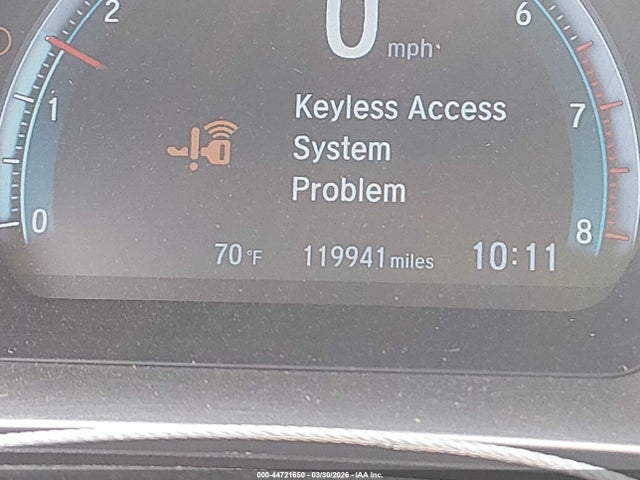 2
6
0 mph
1
7
Keyless Access
System
Problem
0
8
70°F 119941 miles 10:11
000-44721650 - 03/30/2026 - IAA Inc.